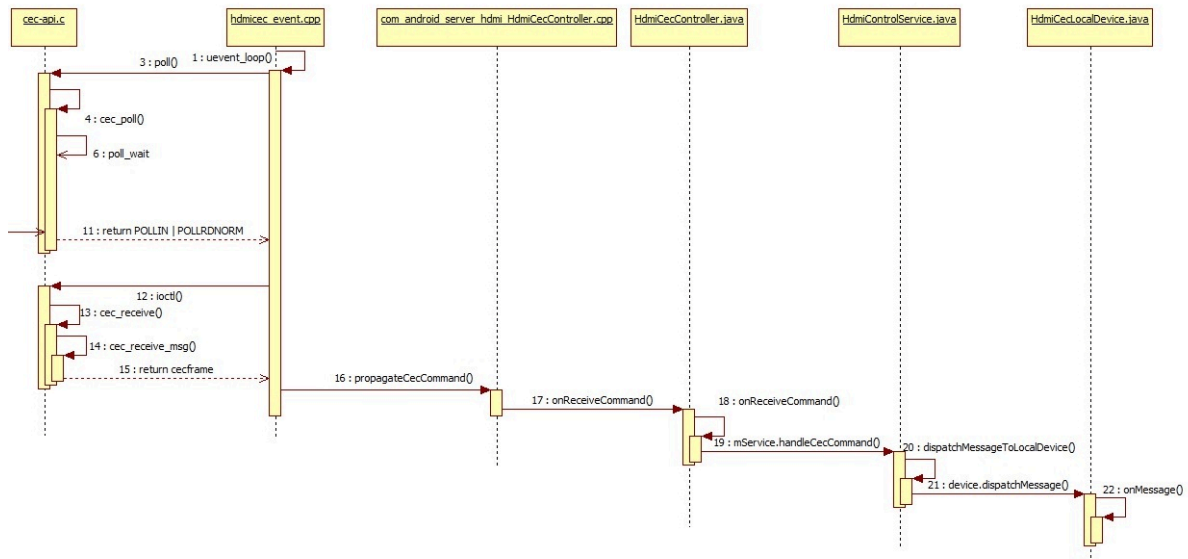 cec-api.c
hdmicec_event.cpp
com_android_server_hdmi_HdmiCecController.cpp
HdmiCecController.java
HdmiControlService.java
HdmiCecLocalDevice.java
1 : uevent_loop()
3 : poll()
4 : cec_poll()
6 : poll_wait
11 : return POLLIN | POLLRDNORM
12 : ioctl()
13 : cec_receive()
14 : cec_receive_msg()
15 : return cecframe
16 : propagateCecCommand()
17 : onReceiveCommand()
18 : onReceiveCommand()
19 : mService.handleCecCommand()
20 : dispatchMessageToLocalDevice()
21 : device.dispatchMessage()
22 : onMessage()